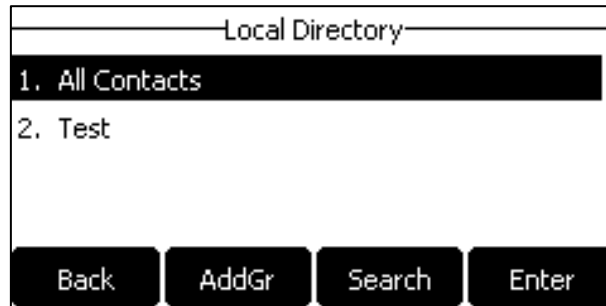 Local Directory
1. All Contacts
2. Test
Back AddGr Search Enter